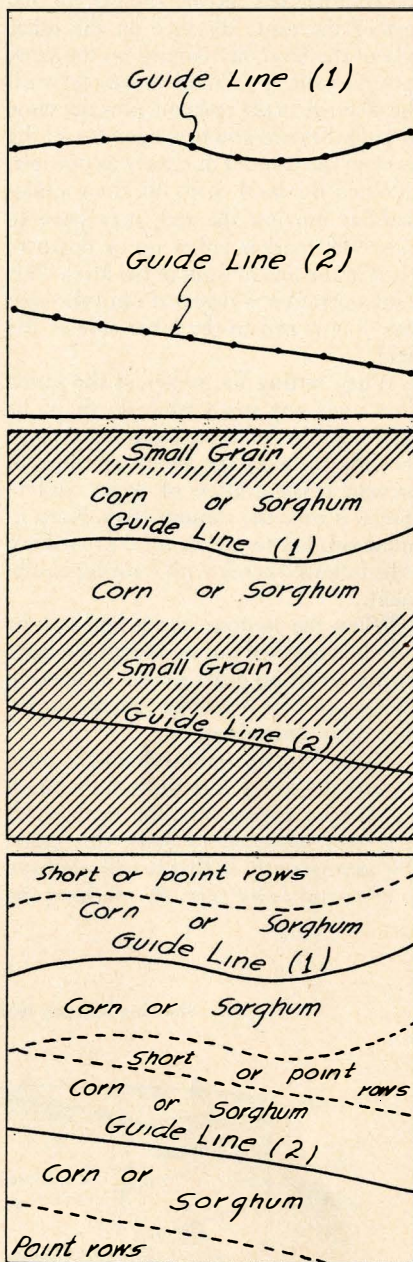 Guide Line (1)
Guide Line (2)
Small Grain
Corn or Sorghum
Guide Line (1)
Corn or Sorghum
Small Grain
Guide Line (2)
Short or point rows
Corn or Sorghum
Guide Line (1)
Corn or Sorghum
Short or point rows
Corn or Sorghum
Guide Line (2)
Corn or
Sorghum
Point rows